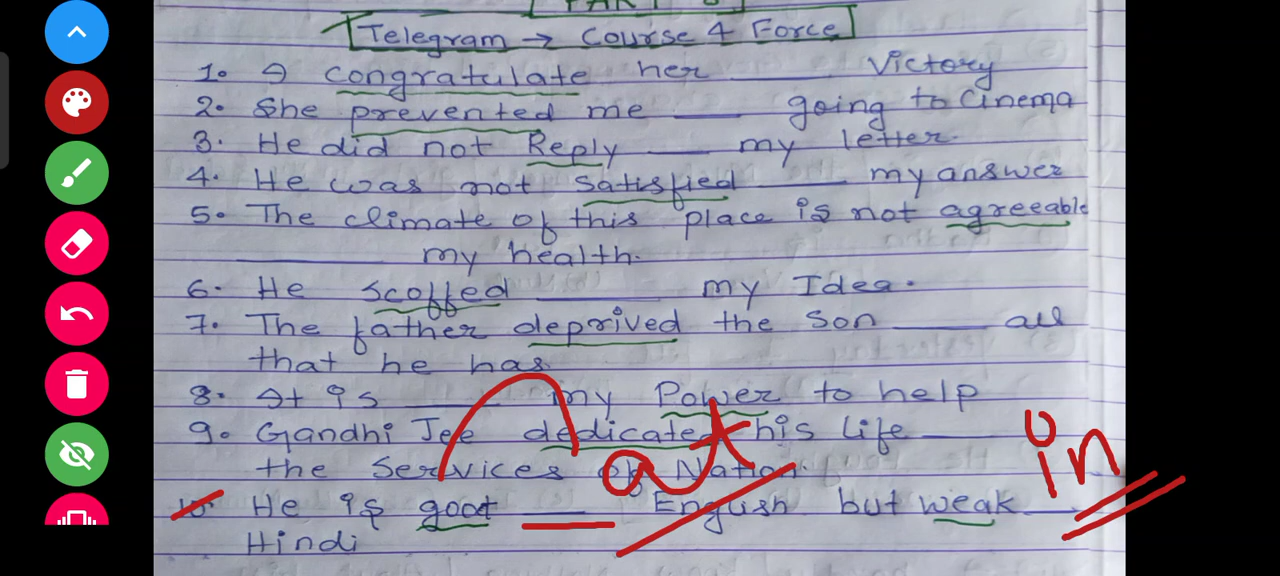 PART 3
Telegram → Course 4 Force
1. I congratulate her ____ Victory
2. She prevented me ____ going to Cinema
3. He did not Reply ____ my letter.
4. He was not Satisfied ____ my answer
5. The climate of this place is not agreeable
____ my health.
6. He scoffed ____ my Idea.
7. The father deprived the Son ____ all
that he has
8. It is ____ my Power to help
9. Gandhi Jee dedicated his Life ____
the Services of Nation.
at
in
10. He is good ____ English but weak ____
Hindi